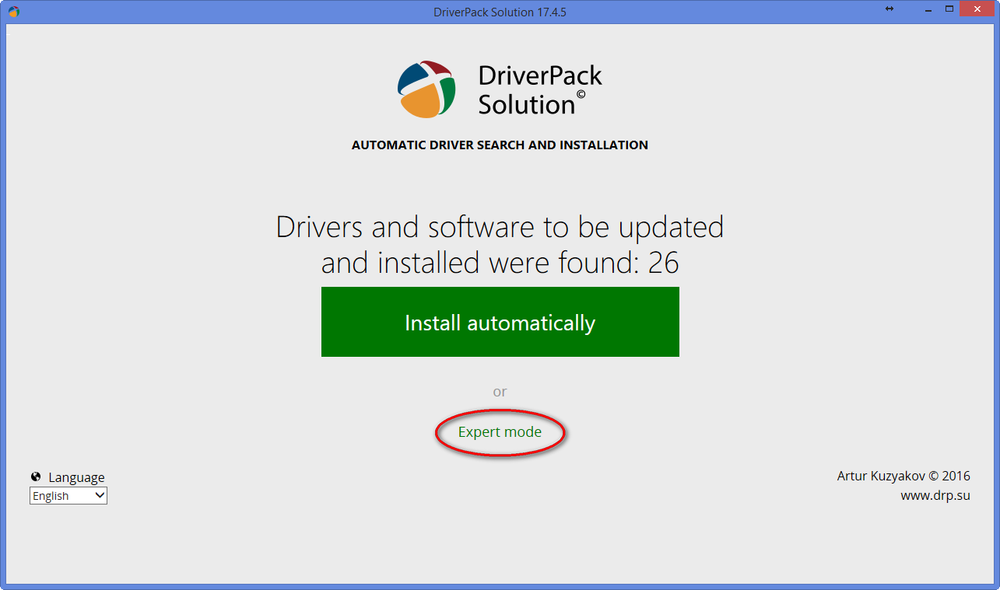 DriverPack Solution 17.4.5
DriverPack
Solution©
AUTOMATIC DRIVER SEARCH AND INSTALLATION
Drivers and software to be updated
and installed were found: 26
Install automatically
or
Expert mode
Language
English
Artur Kuzyakov © 2016
www.drp.su